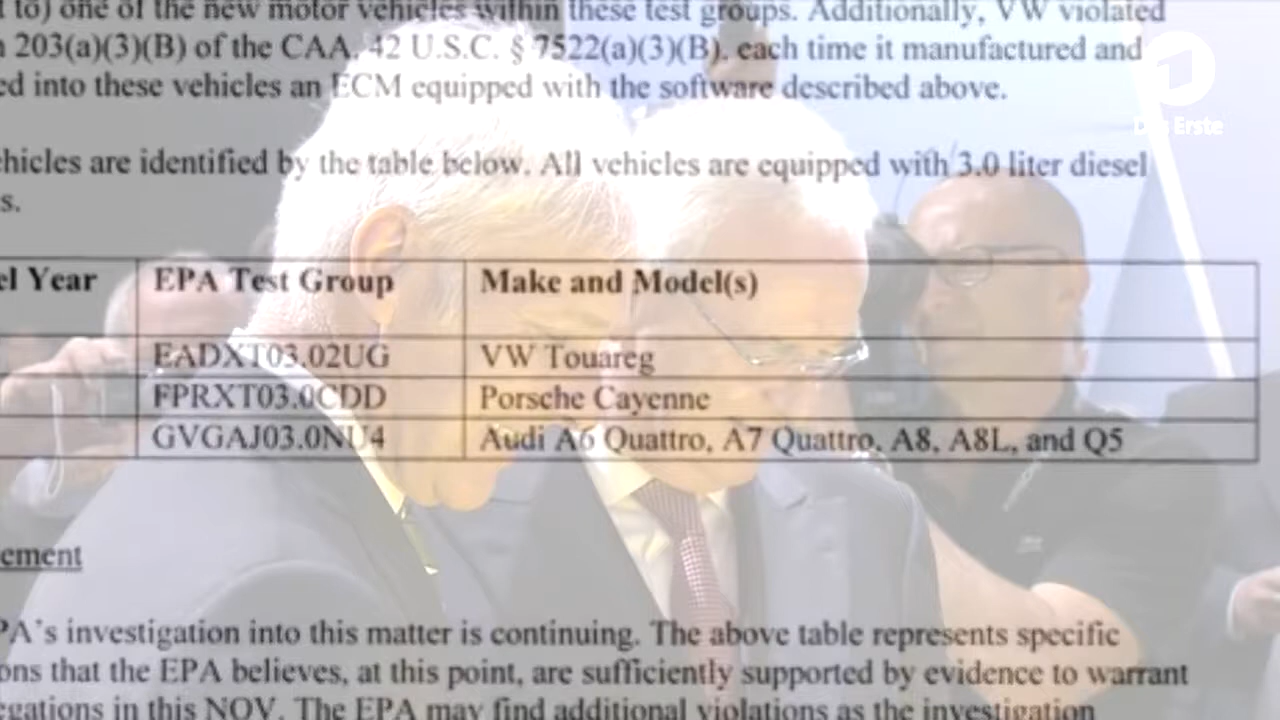 t to) one of the new motor vehicles within these test groups. Additionally, VW violated
203(a)(3)(B) of the CAA, 42 U.S.C. § 7522(a)(3)(B), each time it manufactured and
ed into these vehicles an ECM equipped with the software described above.
Das Erste
hicles are identified by the table below. All vehicles are equipped with 3.0 liter diesel
s.
el Year EPA Test Group Make and Model(s)
EADXT03.02UG VW Touareg
FPRXT03.0CDD Porsche Cayenne
GVGAJ03.0NU4 Audi A6 Quattro, A7 Quattro, A8, A8L, and Q5
ement
PA's investigation into this matter is continuing. The above table represents specific
ons that the EPA believes, at this point, are sufficiently supported by evidence to warrant
egations in this NOV. The EPA may find additional violations as the investigation